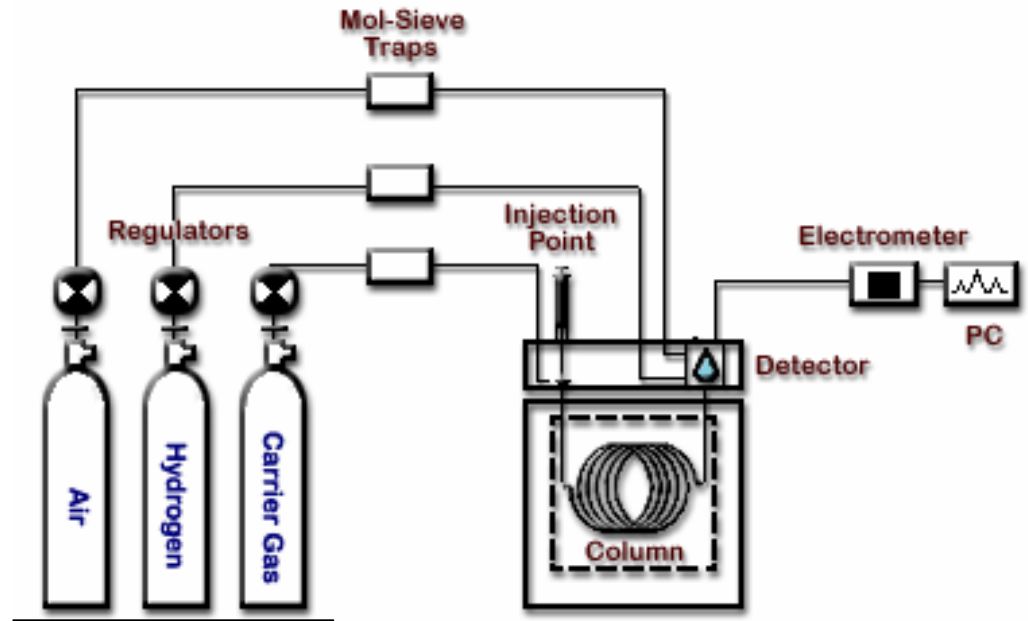 Mol-Sieve
Traps
Regulators
Injection
Point
Electrometer
PC
Detector
Air
Hydrogen
Carrier Gas
Column